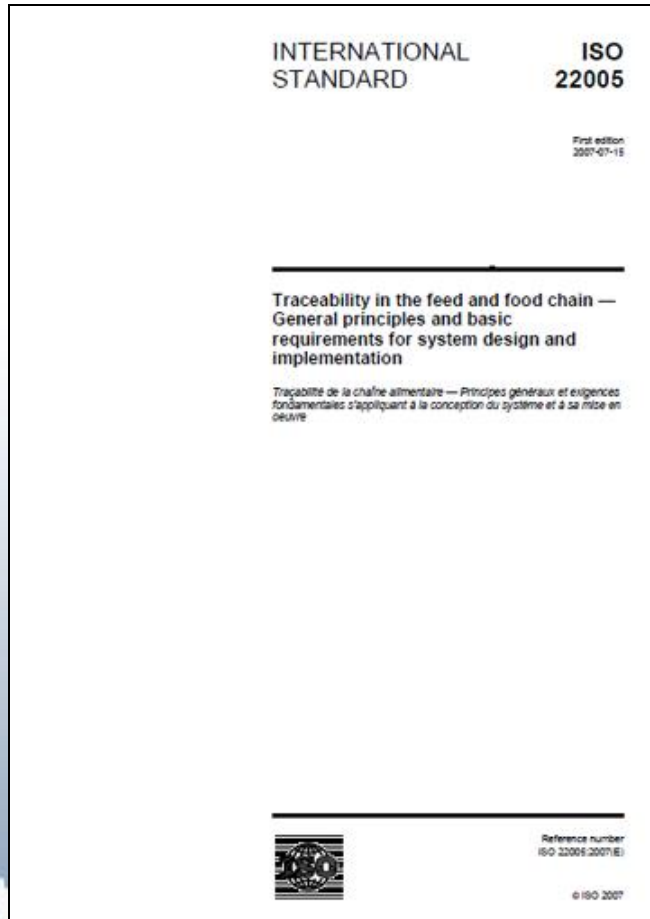 INTERNATIONAL
STANDARD
ISO
22005
First edition
2007-07-15
Traceability in the feed and food chain —
General principles and basic
requirements for system design and
implementation
Traçabilité de la chaîne alimentaire — Principes généraux et exigences
fondamentales s'appliquant à la conception du système et à sa mise en
oeuvre
ISO
Reference number
ISO 22005:2007(E)
© ISO 2007